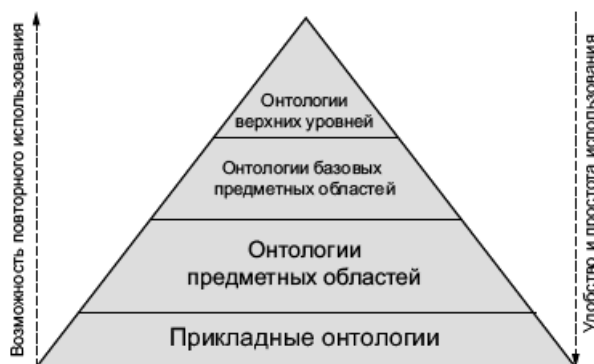 Возможность повторного использования
Онтологии
верхних уровней
Онтологии базовых
предметных областей
Онтологии
предметных областей
Прикладные онтологии
Удобство и простота использования